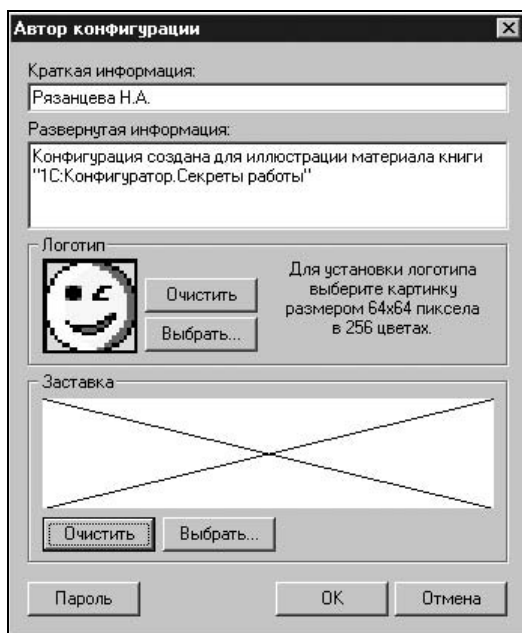 Автор конфигурации
Краткая информация:
Рязанцева Н.А.
Развернутая информация:
Конфигурация создана для иллюстрации материала книги
"1С:Конфигуратор.Секреты работы"
Логотип
Очистить
Выбрать...
Для установки логотипа
выберите картинку
размером 64x64 пиксела
в 256 цветах.
Заставка
Очистить
Выбрать...
Пароль
OK
Отмена